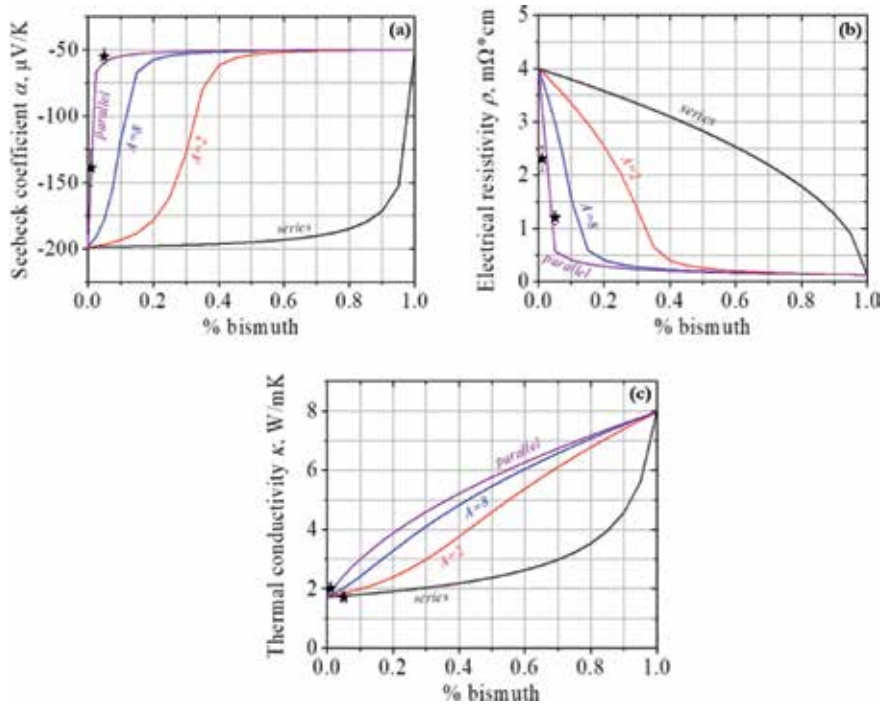 (a)
Seebeck coefficient α, μV/K
-50
-100
-150
-200
parallel
A=8
A=2
series
0.0 0.2 0.4 0.6 0.8 1.0
% bismuth
(b)
Electrical resistivity ρ, mΩ*cm
5
4
3
2
1
0
series
A=2
A=8
parallel
0.0 0.2 0.4 0.6 0.8 1.0
% bismuth
(c)
Thermal conductivity κ, W/mK
8
6
4
2
0
parallel
A=8
A=2
series
0.0 0.2 0.4 0.6 0.8 1.0
% bismuth